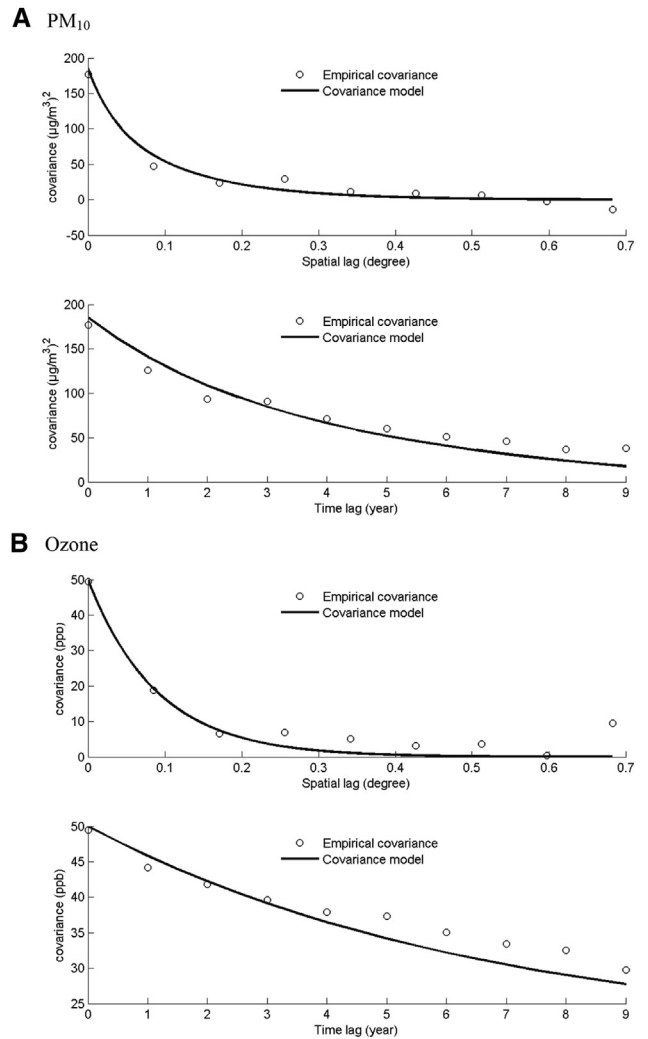 A PM10
200
150
100
50
0
-50
covariance (µg/m3)2
0 0.1 0.2 0.3 0.4 0.5 0.6 0.7
Spatial lag (degree)
Empirical covariance
Covariance model
200
150
100
50
0
covariance (µg/m3)2
0 1 2 3 4 5 6 7 8 9
Time lag (year)
Empirical covariance
Covariance model
B Ozone
50
40
30
20
10
0
covariance (ppb)
0 0.1 0.2 0.3 0.4 0.5 0.6 0.7
Spatial lag (degree)
Empirical covariance
Covariance model
50
45
40
35
30
25
covariance (ppb)
0 1 2 3 4 5 6 7 8 9
Time lag (year)
Empirical covariance
Covariance model